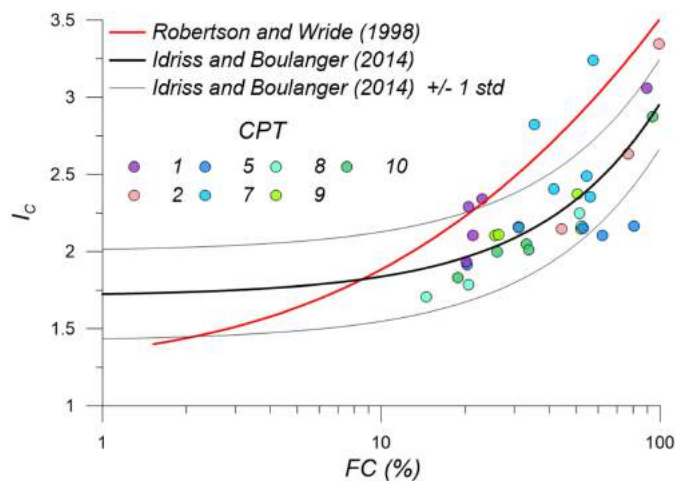 3.5
Robertson and Wride (1998)
Idriss and Boulanger (2014)
Idriss and Boulanger (2014) +/- 1 std
3
CPT
1 5 8 10
2 7 9
2.5
I_C
2
1.5
1
1 10 100
FC (%)